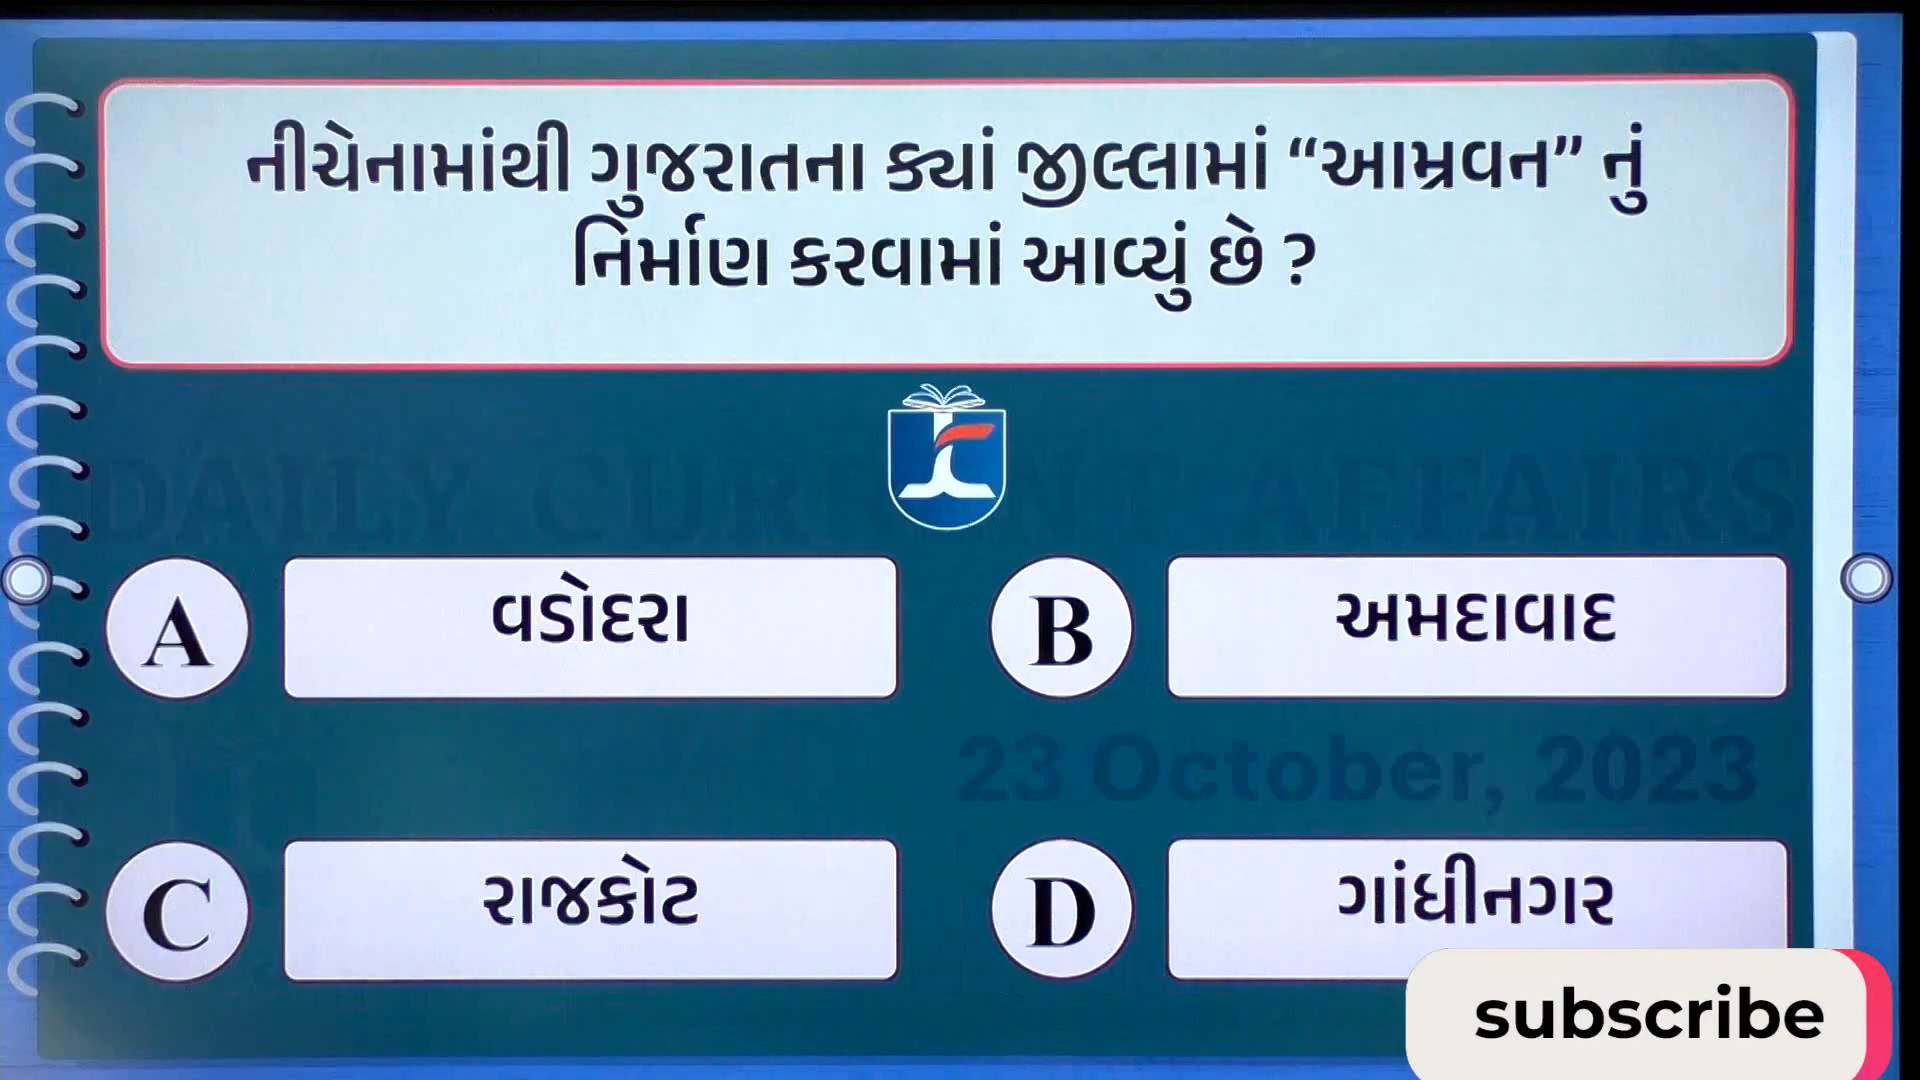 નીચેનામાંથી ગુજરાતના ક્યાં જીલ્લામાં “આમ્રવન” નું
નિર્માણ કરવામાં આવ્યું છે ?
DAILY CURRENT AFFAIRS
A વડોદરા
B અમદાવાદ
23 October, 2023
C રાજકોટ
D ગાંધીનગર
subscribe